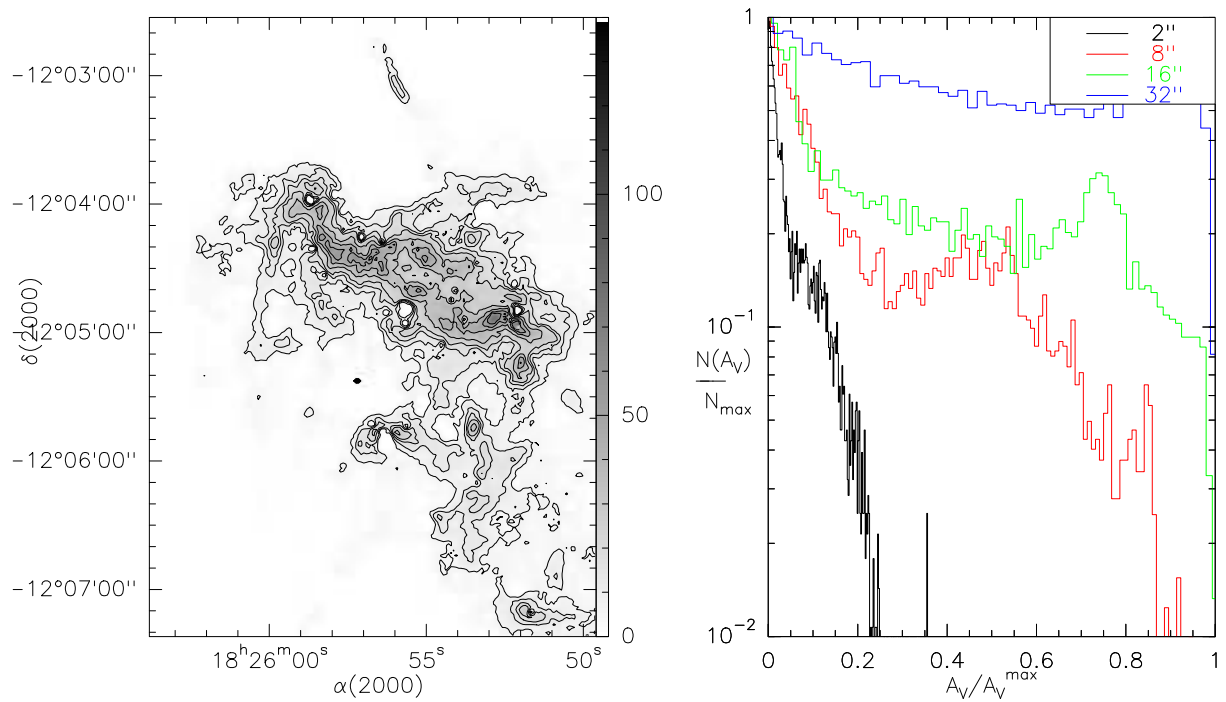 -12°03'00''
-12°04'00''
-12°05'00''
-12°06'00''
-12°07'00''
δ(2000)
18h26m00s
55s
50s
α(2000)
100
50
0
1
10-1
10-2
N(AV)
Nmax
2''
8''
16''
32''
0
0.2
0.4
0.6
0.8
1
AV/AVmax